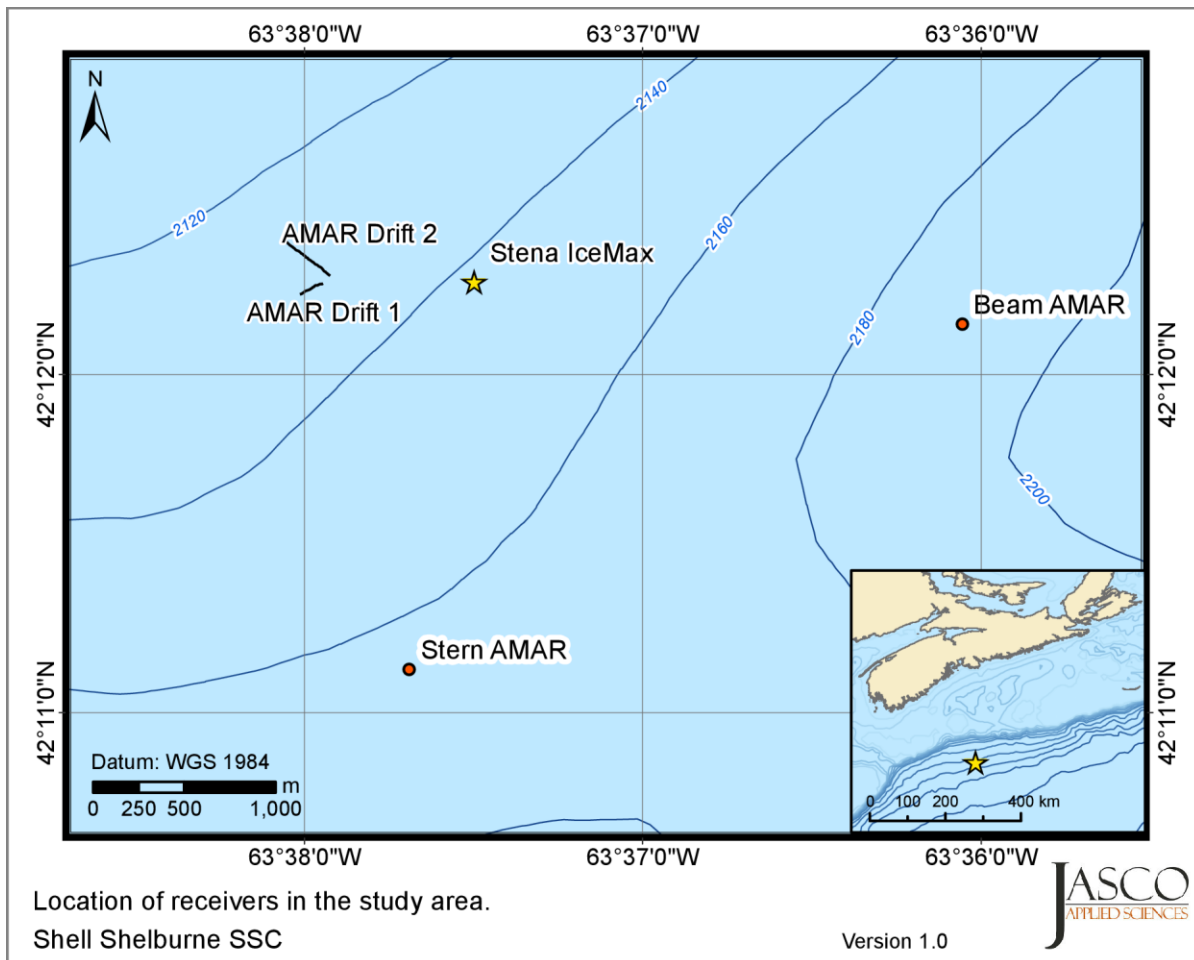 63°38'0"W
63°37'0"W
63°36'0"W
N
2140
2120
AMAR Drift 2
2160
Stena IceMax
AMAR Drift 1
Beam AMAR
2180
42°12'0"N
42°12'0"N
2200
Stern AMAR
42°11'0"N
42°11'0"N
Datum: WGS 1984
m
0 250 500 1,000
0 100 200 400 km
63°38'0"W
63°37'0"W
63°36'0"W
Location of receivers in the study area.
Shell Shelburne SSC
Version 1.0
JASCO
APPLIED SCIENCES